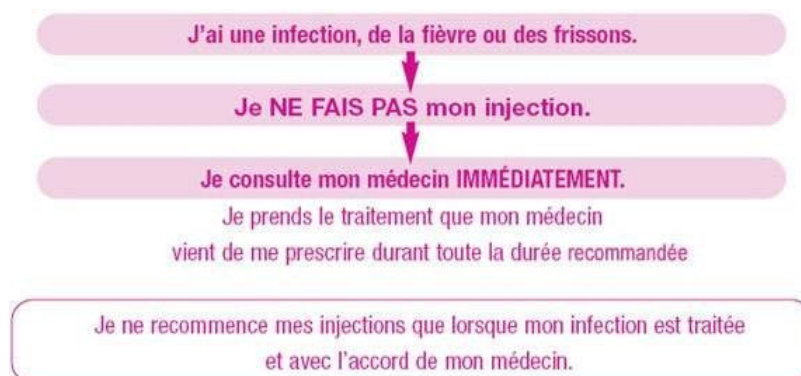 J'ai une infection, de la fièvre ou des frissons.
Je NE FAIS PAS mon injection.
Je consulte mon médecin IMMÉDIATEMENT.
Je prends le traitement que mon médecin
vient de me prescrire durant toute la durée recommandée
Je ne recommence mes injections que lorsque mon infection est traitée
et avec l'accord de mon médecin.